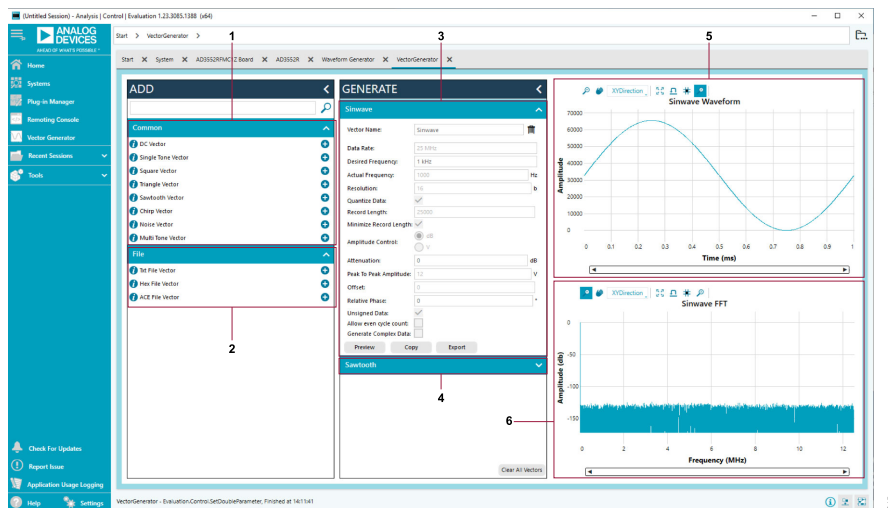 (Untitled Session) - Analysis | Control | Evaluation 1.23.3085.1388 (x64)
ANALOG
DEVICES
AHEAD OF WHAT'S POSSIBLE™
Start > VectorGenerator >
Start System AD3552R Waveform Generator VectorGenerator
Home
Systems
Plug-in Manager
Remoting Console
Vector Generator
Recent Sessions
Tools
Check For Updates
Report Issue
Application Usage Logging
Help Settings
1
ADD
Common
DC Vector
Single Tone Vector
Square Vector
Triangle Vector
Sawtooth Vector
Chirp Vector
Noise Vector
Multi Tone Vector
File
Txt File Vector
Hex File Vector
ACE File Vector
2
3
GENERATE
Sinwave
Vector Name: Sinwave
Data Rate: 25 MHz
Desired Frequency: 1 kHz
Actual Frequency: 1000 Hz
Resolution: 16 b
Quantize Data:
Record Length: 25000
Minimize Record Length:
Amplitude Control: dB
V
Attenuation: 0 dB
Peak To Peak Amplitude: 10 V
Offset: 0
Relative Phase: 0 °
Unsigned Data:
Allow even cycle count:
Generate Complex Data:
Preview Copy Export
Sawtooth
4
Clear All Vectors
5
XYDirection
Sinwave Waveform
Amplitude
70000
60000
50000
40000
30000
20000
10000
0
0 0.1 0.2 0.3 0.4 0.5 0.6 0.7 0.8 0.9 1
Time (ms)
6
XYDirection
Sinwave FFT
Amplitude (db)
0
-50
-100
-150
0 2 4 6 8 10 12
Frequency (MHz)
VectorGenerator - Evaluation.Control.SetDoubleParameter, Finished at 14:11:41